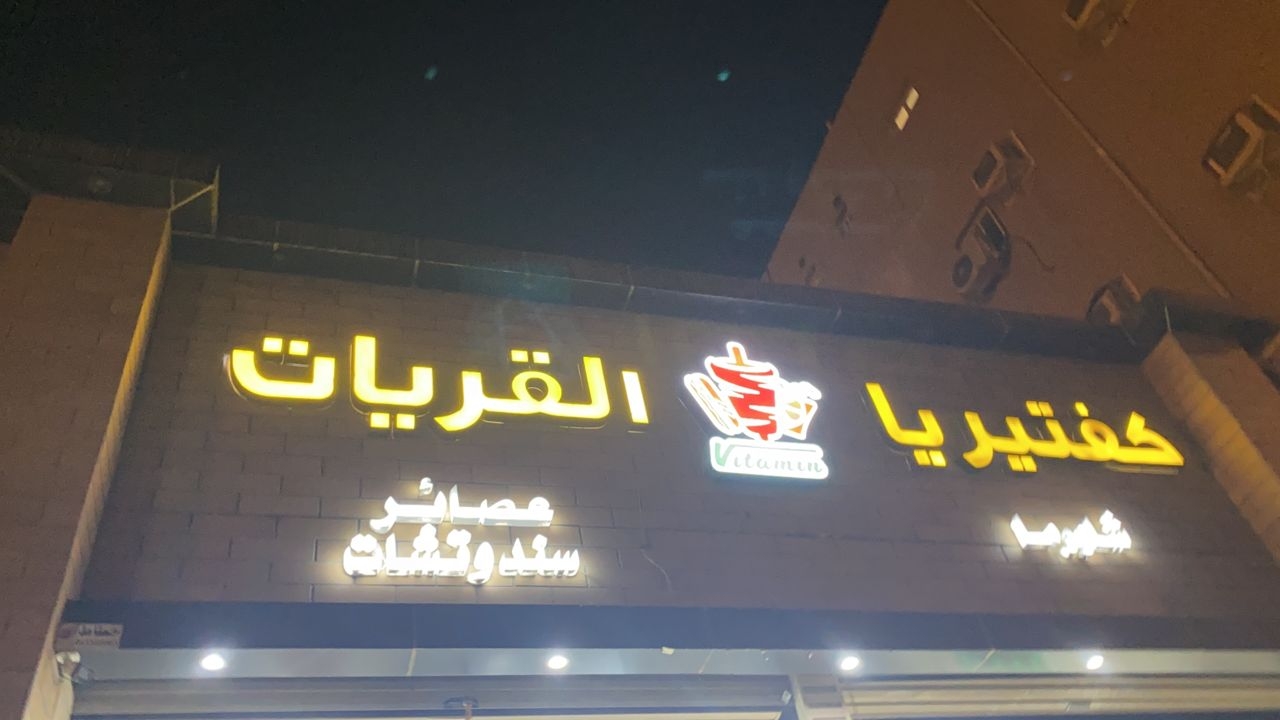 كفتيريا القريات
Vitamin
شاورما
عصائر
سندوتشات